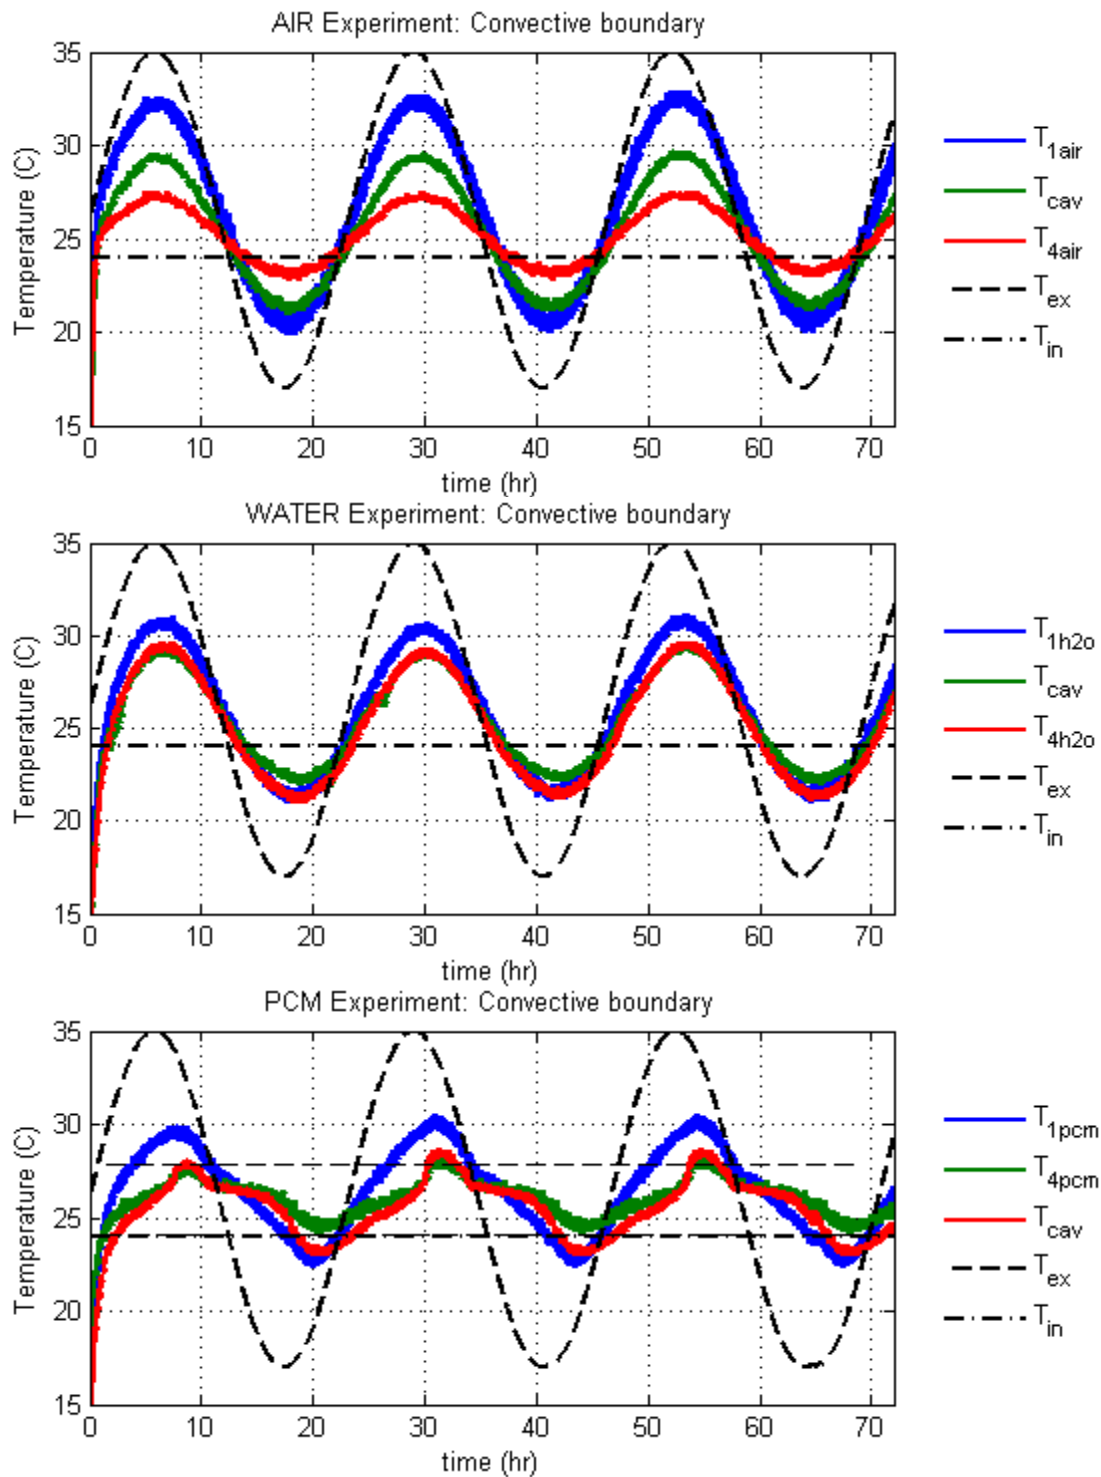 AIR Experiment: Convective boundary
35
30
25
20
15
Temperature (C)
0 10 20 30 40 50 60 70
time (hr)
T1air
Tcav
T4air
Tex
Tin
WATER Experiment: Convective boundary
35
30
25
20
15
Temperature (C)
0 10 20 30 40 50 60 70
time (hr)
T1h2o
Tcav
T4h2o
Tex
Tin
PCM Experiment: Convective boundary
35
30
25
20
15
Temperature (C)
0 10 20 30 40 50 60 70
time (hr)
T1pcm
T4pcm
Tcav
Tex
Tin